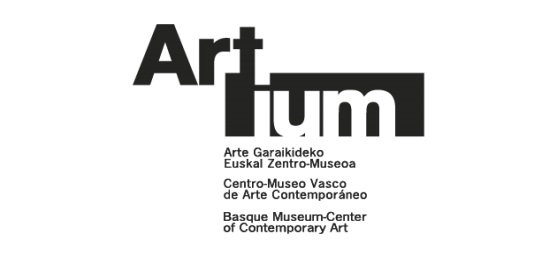 Art
ium
Arte Garaikideko
Euskal Zentro-Museoa
Centro-Museo Vasco
de Arte Contemporáneo
Basque Museum-Center
of Contemporary Art